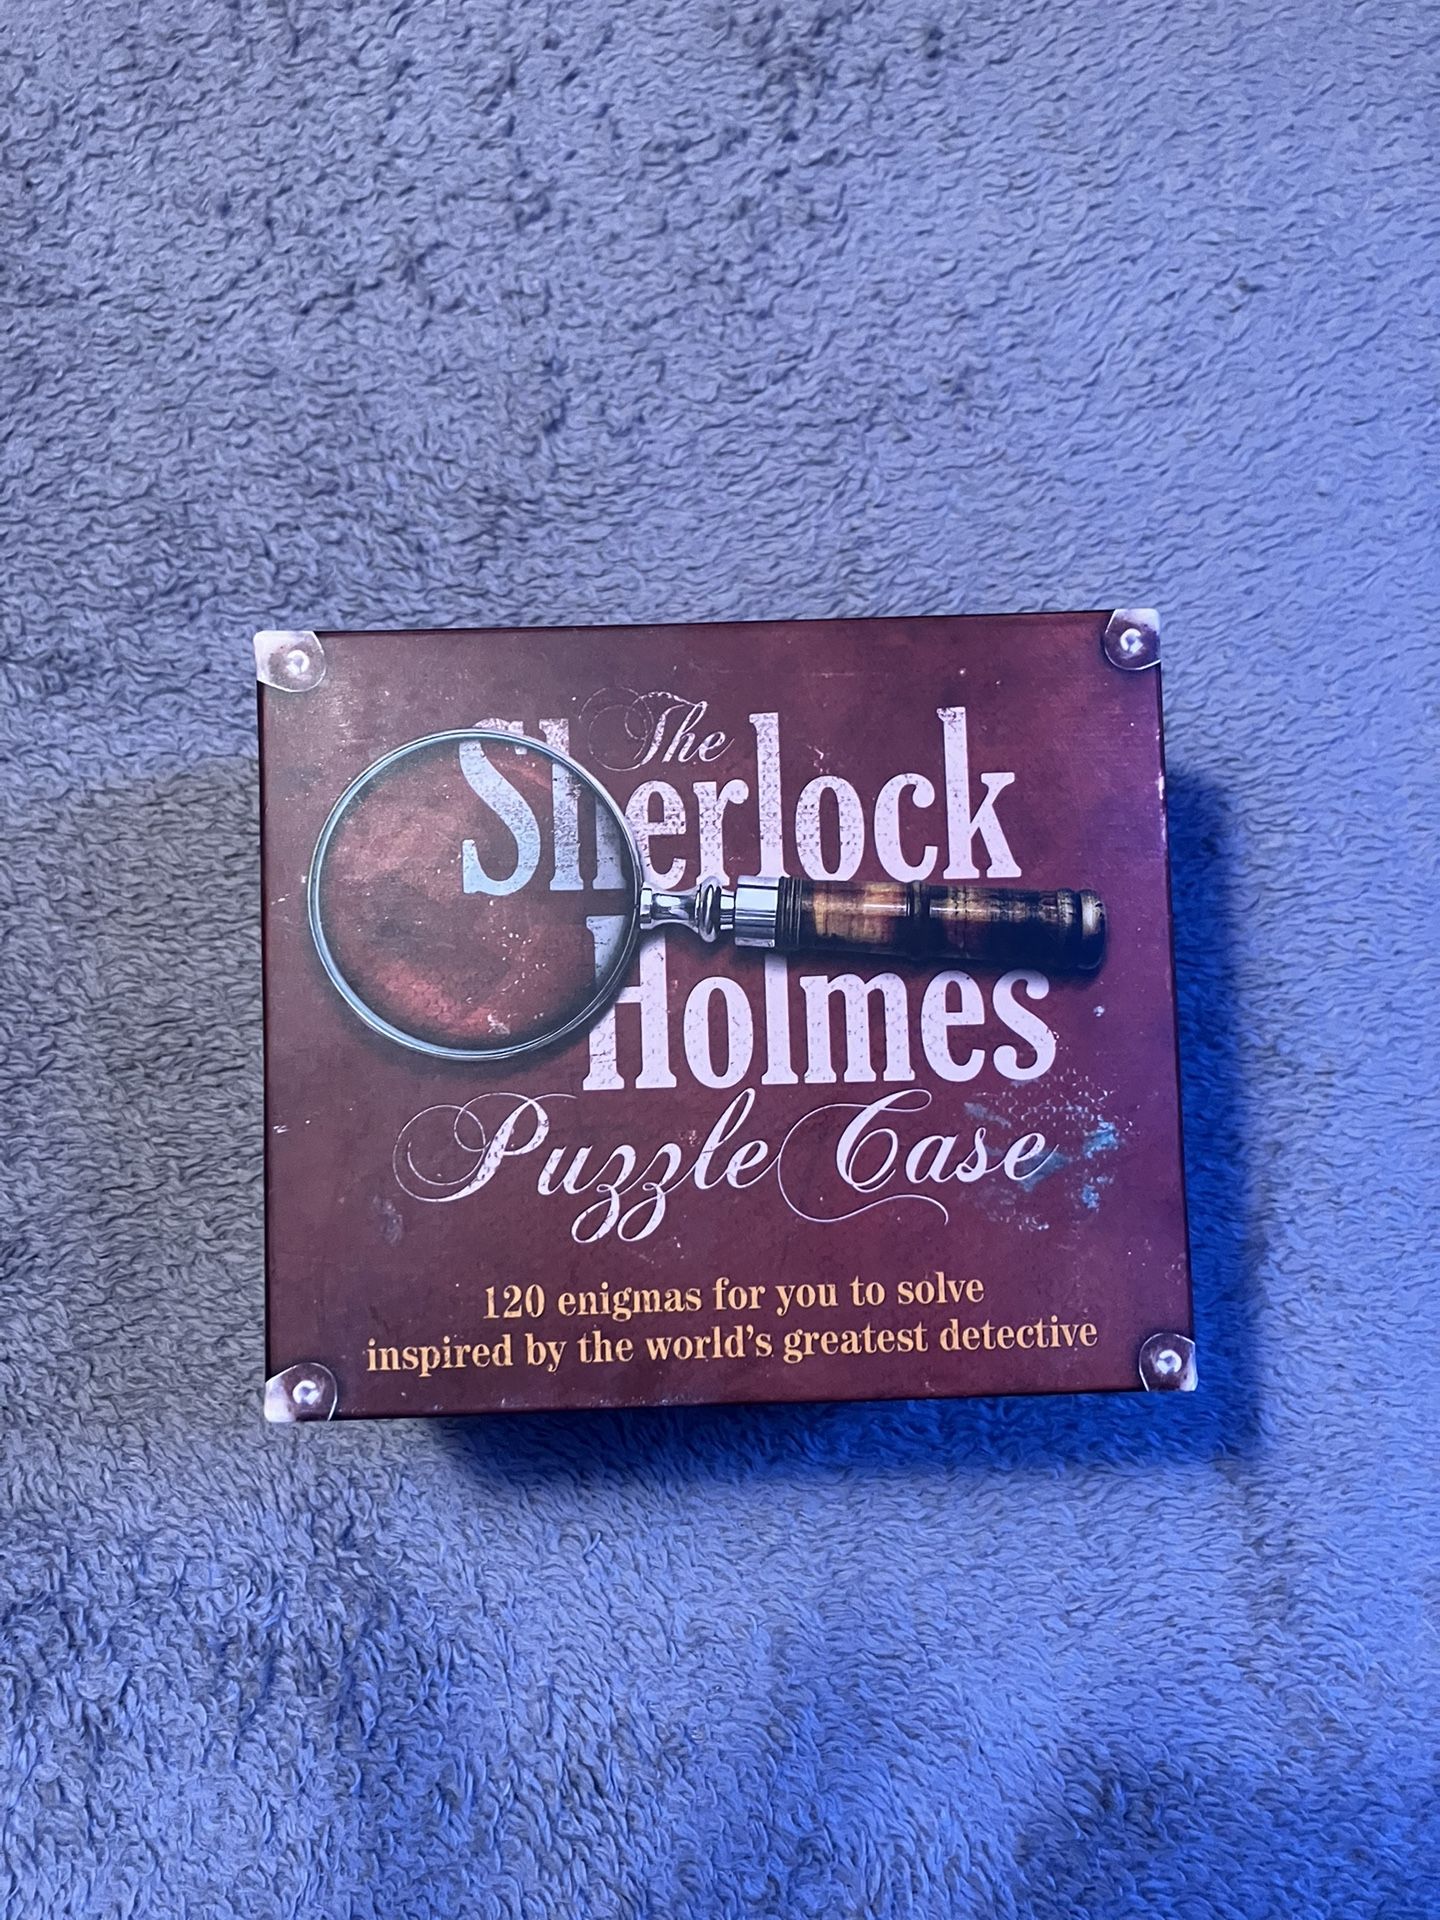 The
Sherlock
Holmes
Puzzle Case
120 enigmas for you to solve
inspired by the world's greatest detective